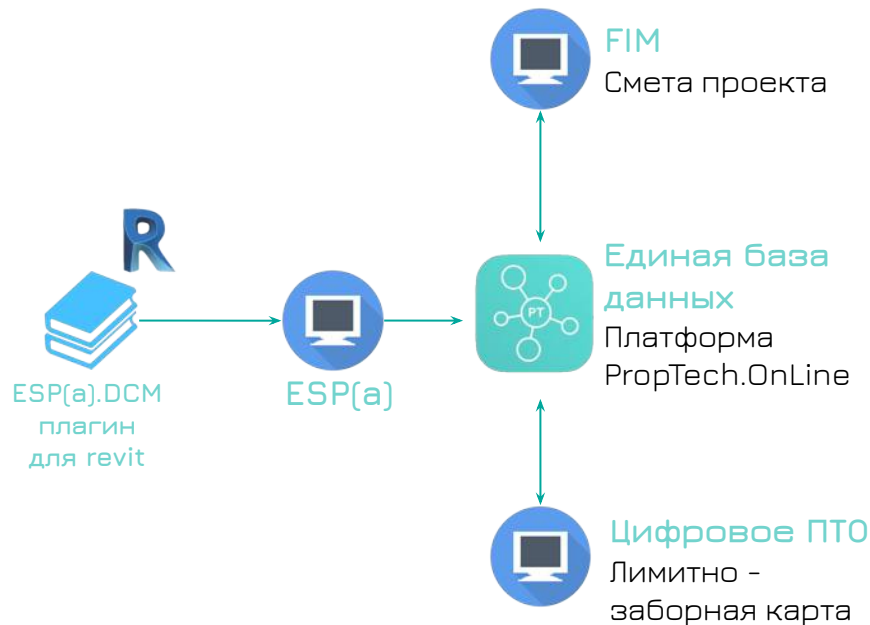 FIM
Смета проекта
R
Единая база
данных
Платформа
PropTech.OnLine
PT
ESP(a).DCM
плагин
для revit
ESP(a)
Цифровое ПТО
Лимитно -
заборная карта